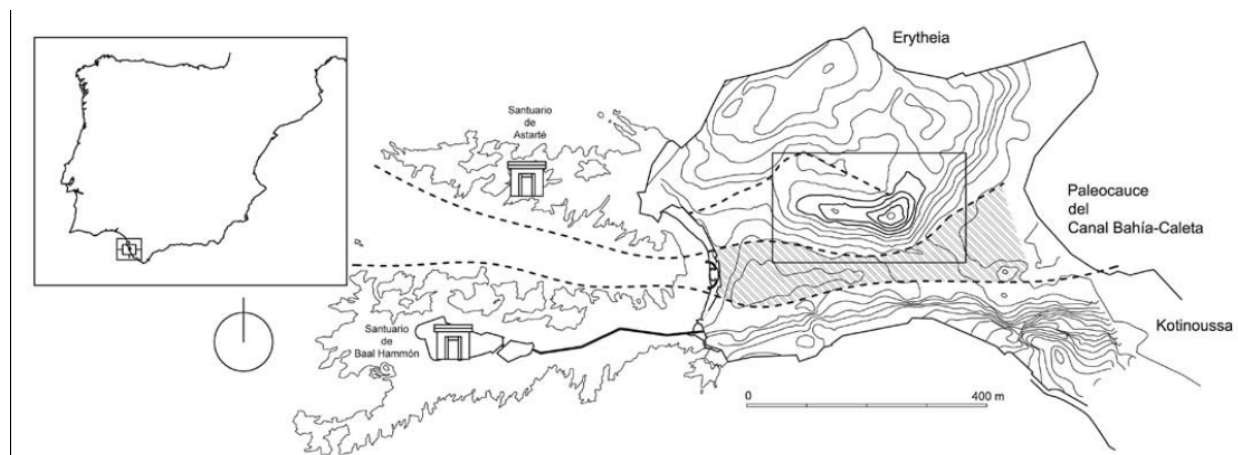 Erytheia
Santuario
de
Astarté
Paleocauce
del
Canal Bahía-Caleta
Santuario
de
Baal Hammón
Kotinoussa
0
400 m